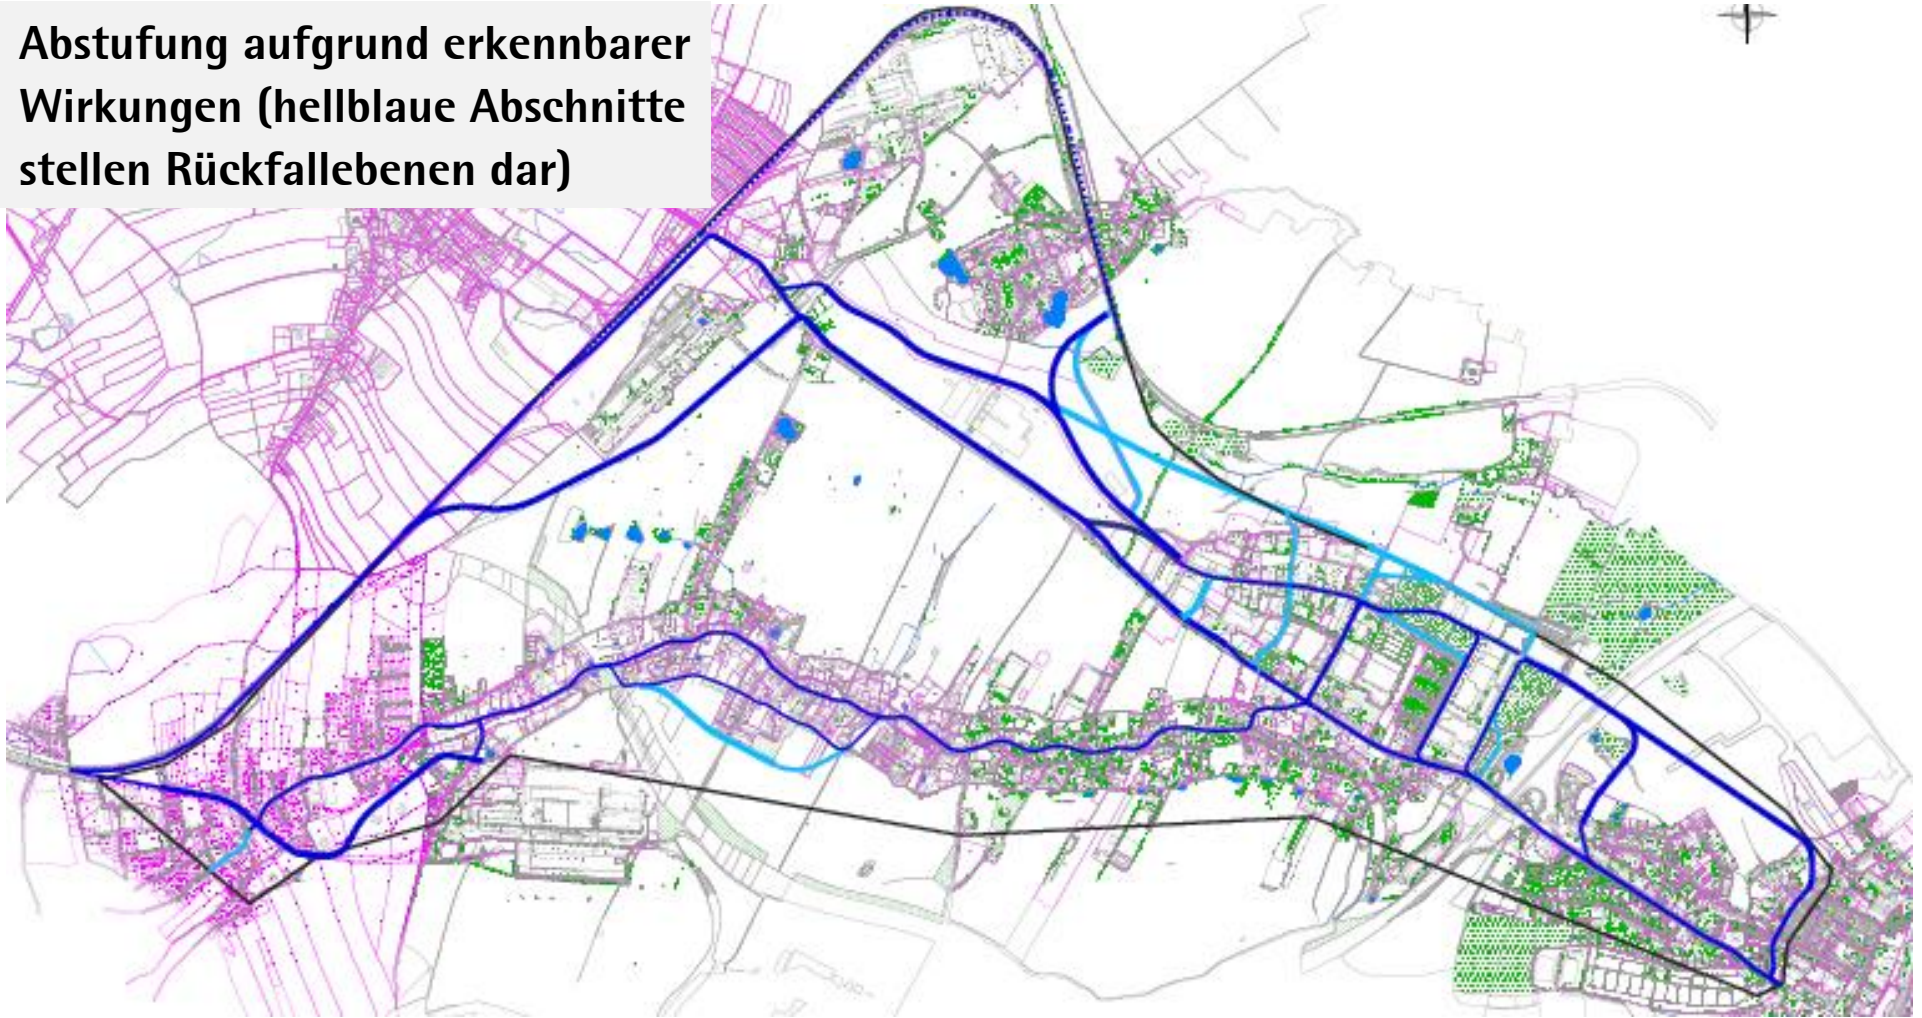 Abstufung aufgrund erkennbarer
Wirkungen (hellblaue Abschnitte
stellen Rückfallebenen dar)